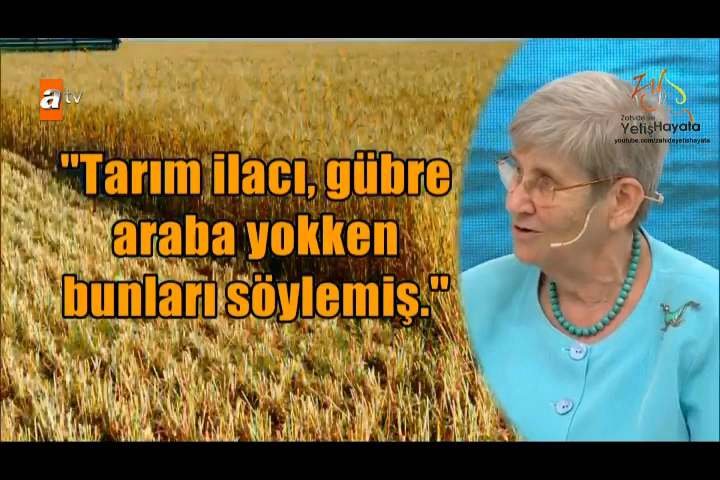 atv
Zahide ile
YetişHayata
youtube.com/zahideyetishayata
"Tarım ilacı, gübre
araba yokken
bunları söylemiş."